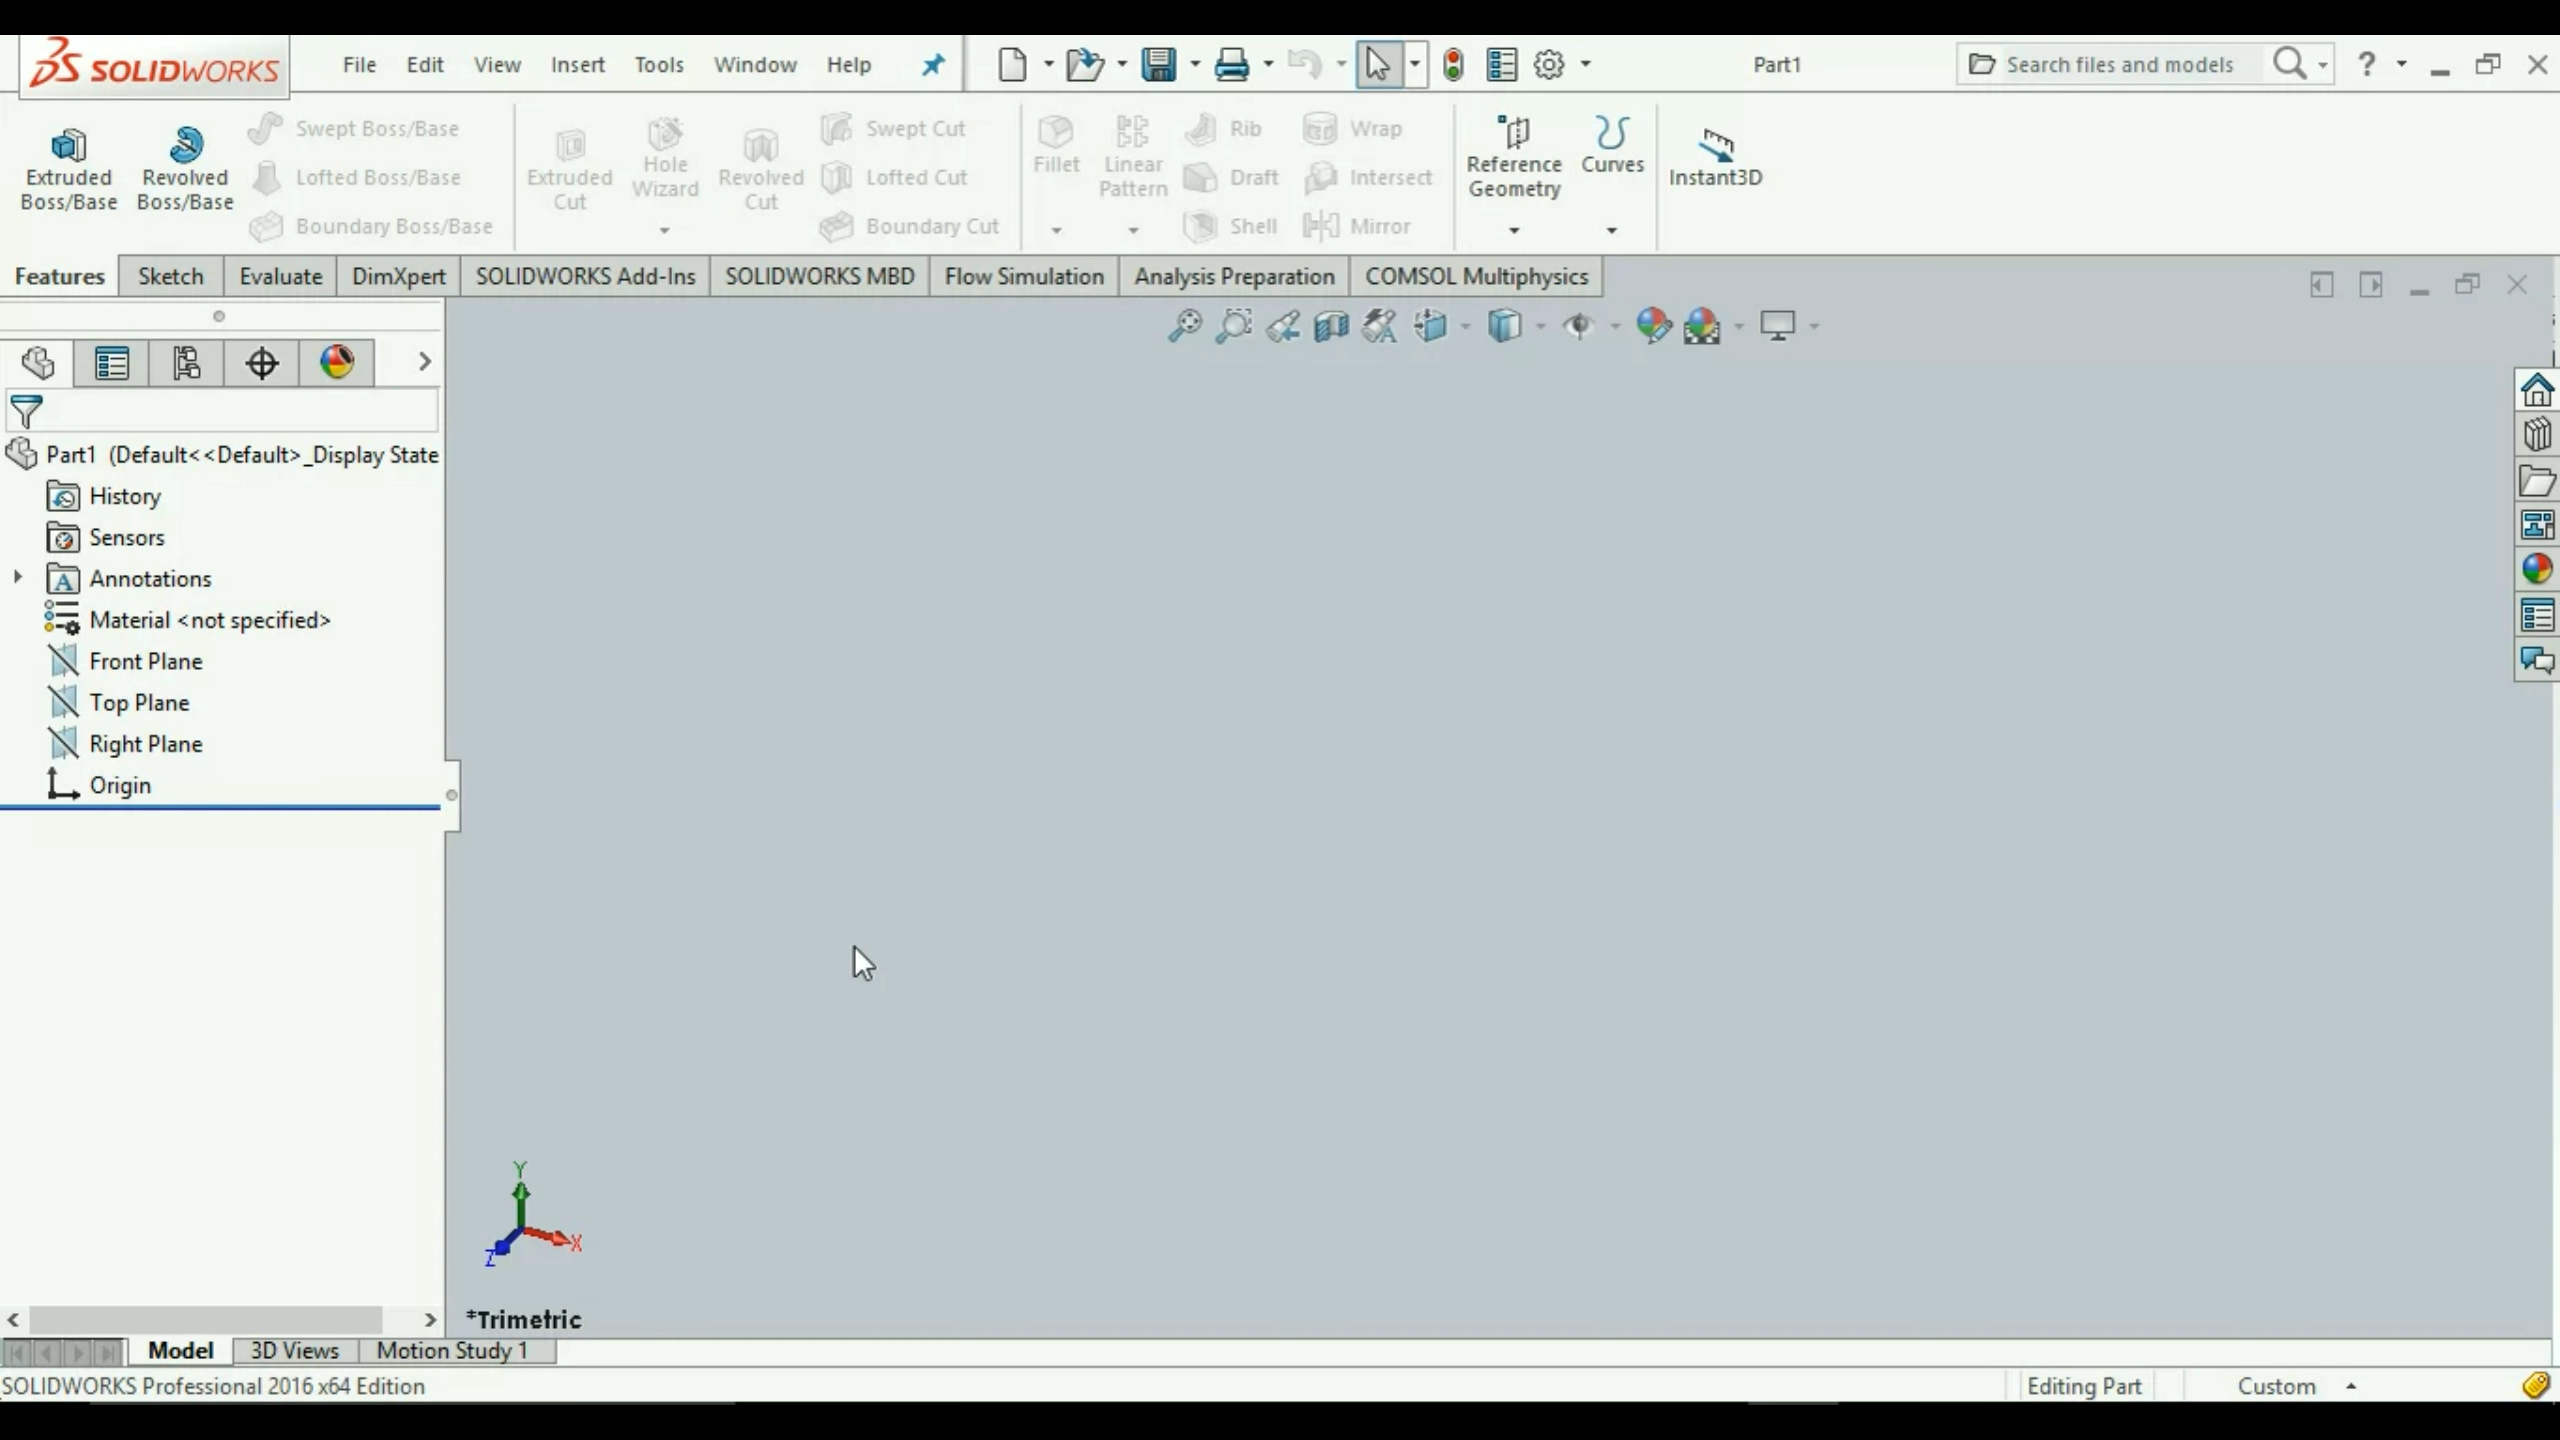 SOLIDWORKS File Edit View Insert Tools Window Help Part1 Search files and models ?
Extruded Boss/Base
Revolved Boss/Base
Swept Boss/Base
Lofted Boss/Base
Boundary Boss/Base
Extruded Cut
Hole Wizard
Revolved Cut
Swept Cut
Lofted Cut
Boundary Cut
Fillet
Linear Pattern
Rib
Draft
Shell
Wrap
Intersect
Mirror
Reference Geometry
Curves
Instant3D
Features Sketch Evaluate DimXpert SOLIDWORKS Add-Ins SOLIDWORKS MBD Flow Simulation Analysis Preparation COMSOL Multiphysics
Part1 (Default<<Default>_Display State
History
Sensors
Annotations
Material <not specified>
Front Plane
Top Plane
Right Plane
Origin
Y
X
Z
*Trimetric
Model 3D Views Motion Study 1
SOLIDWORKS Professional 2016 x64 Edition Editing Part Custom